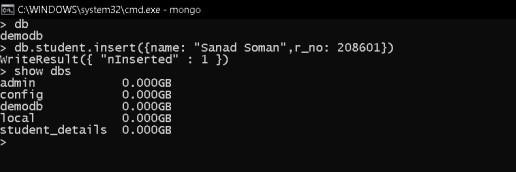 C:\WINDOWS\system32\cmd.exe - mongo
> db
demodb
> db.student.insert({name: "Sanad Soman",r_no: 208601})
WriteResult({ "nInserted" : 1 })
> show dbs
admin 0.000GB
config 0.000GB
demodb 0.000GB
local 0.000GB
student_details 0.000GB
>